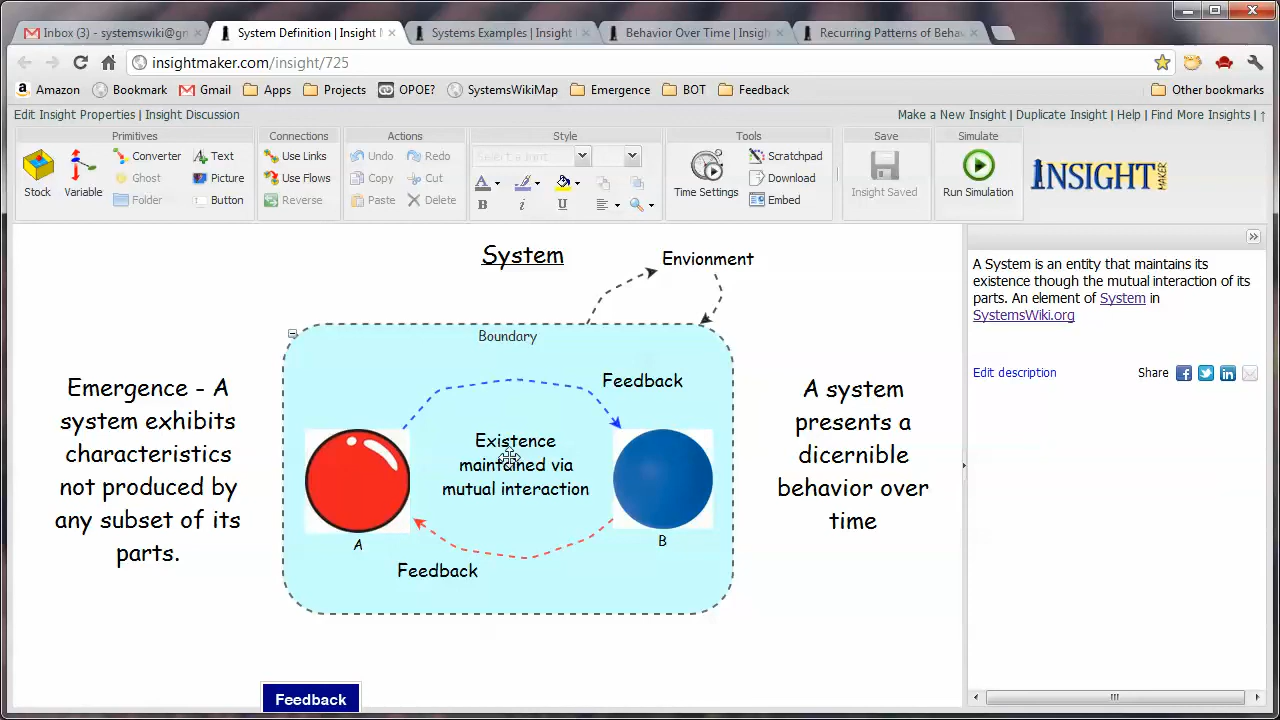 Inbox (3) - systemswiki@gm
System Definition | Insight M
Systems Examples | Insight
Behavior Over Time | Insigh
Recurring Patterns of Behav
insightmaker.com/insight/725
Amazon
Bookmark
Gmail
Apps
Projects
OPOE?
SystemsWikiMap
Emergence
BOT
Feedback
Other bookmarks
Edit Insight Properties | Insight Discussion
Make a New Insight | Duplicate Insight | Help | Find More Insights | ↑
Primitives
Connections
Actions
Style
Tools
Save
Simulate
Stock
Variable
Converter
Ghost
Folder
Text
Picture
Button
Use Links
Use Flows
Reverse
Undo
Redo
Copy
Cut
Paste
Delete
Select a font
A
B
i
U
Time Settings
Scratchpad
Download
Embed
Insight Saved
Run Simulation
INSIGHT
MAKER
System
Envionment
Boundary
Emergence - A
system exhibits
characteristics
not produced by
any subset of its
parts.
Feedback
Existence
maintained via
mutual interaction
A
B
Feedback
A system
presents a
dicernible
behavior over
time
Feedback
A System is an entity that maintains its
existence though the mutual interaction of its
parts. An element of System in
SystemsWiki.org
Edit description
Share